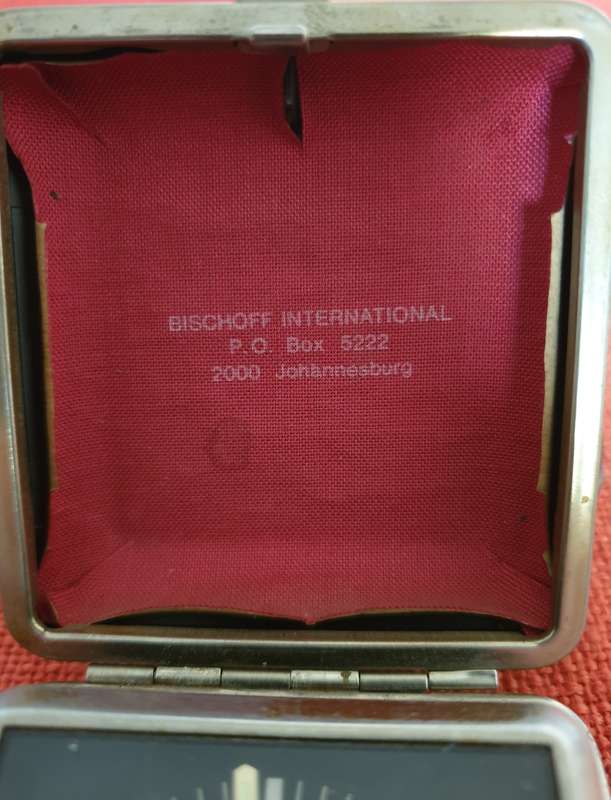 BISCHOFF INTERNATIONAL
P.O. Box 5222
2000 Johannesburg